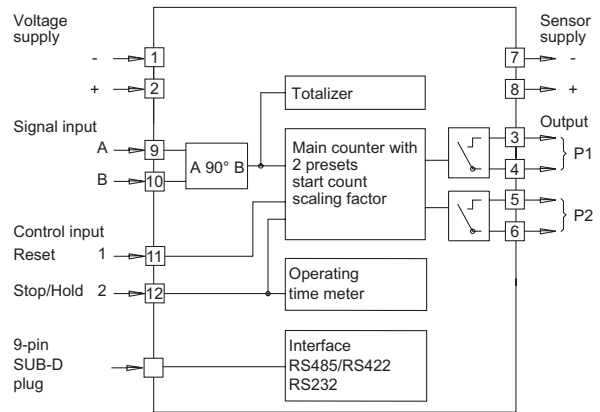 Voltage
supply
- 1
+ 2
Sensor
supply
7 -
8 +
Totalizer
Signal input
A 9
B 10
A 90° B
Main counter with
2 presets
start count
scaling factor
Output
3
4
P1
5
6
P2
Control input
Reset 1 11
Stop/Hold 2 12
Operating
time meter
9-pin
SUB-D
plug
Interface
RS485/RS422
RS232